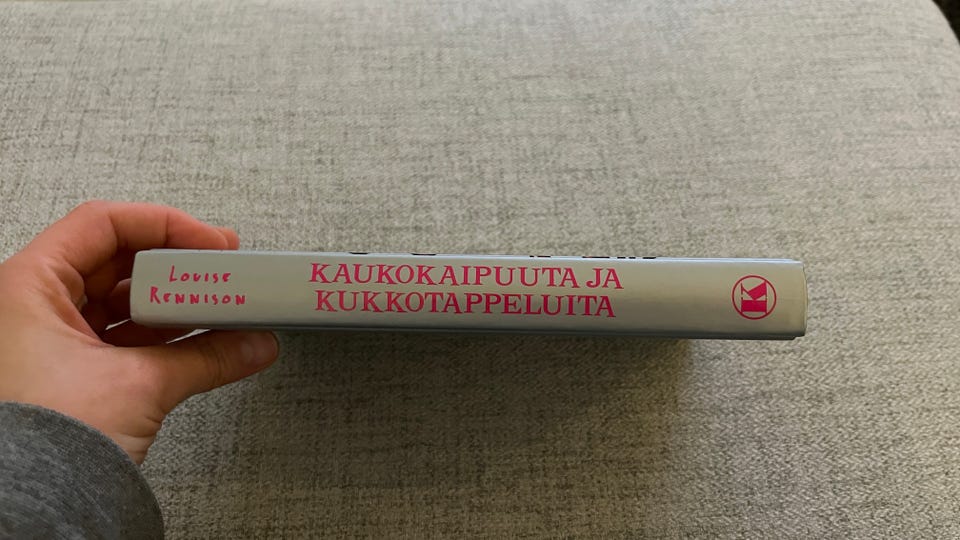 Louise
Rennison
KAUKOKAIPUUTA JA
KUKKOTAPPELUITA
K